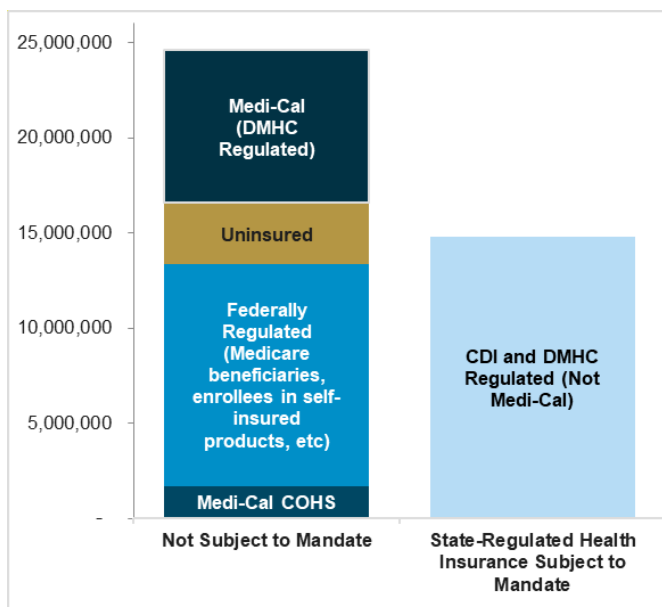 25,000,000
20,000,000
15,000,000
10,000,000
5,000,000
-
Medi-Cal
(DMHC
Regulated)
Uninsured
Federally
Regulated
(Medicare
beneficiaries,
enrollees in self-
insured
products, etc)
Medi-Cal COHS
CDI and DMHC
Regulated (Not
Medi-Cal)
Not Subject to Mandate
State-Regulated Health
Insurance Subject to
Mandate